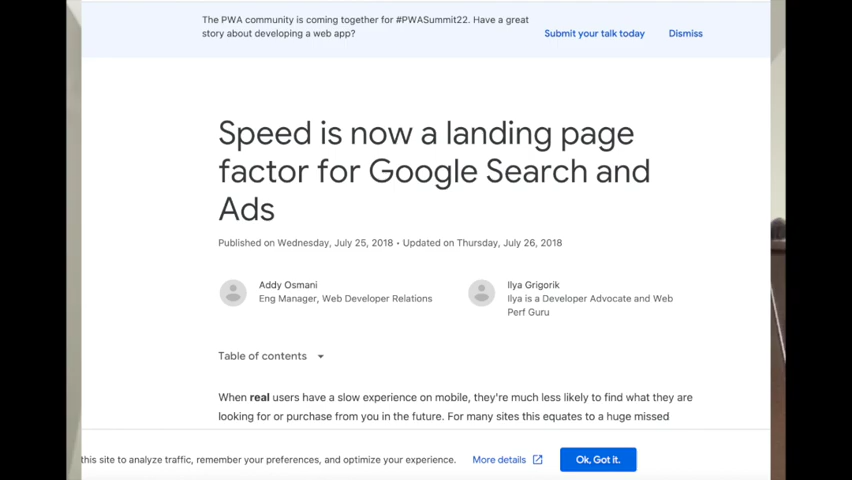 The PWA community is coming together for #PWASummit22. Have a great
story about developing a web app?
Submit your talk today
Dismiss
Speed is now a landing page
factor for Google Search and
Ads
Published on Wednesday, July 25, 2018 • Updated on Thursday, July 26, 2018
Addy Osmani
Eng Manager, Web Developer Relations
Ilya Grigorik
Ilya is a Developer Advocate and Web
Perf Guru
Table of contents
When real users have a slow experience on mobile, they're much less likely to find what they are
looking for or purchase from you in the future. For many sites this equates to a huge missed
this site to analyze traffic, remember your preferences, and optimize your experience.
More details
Ok, Got it.